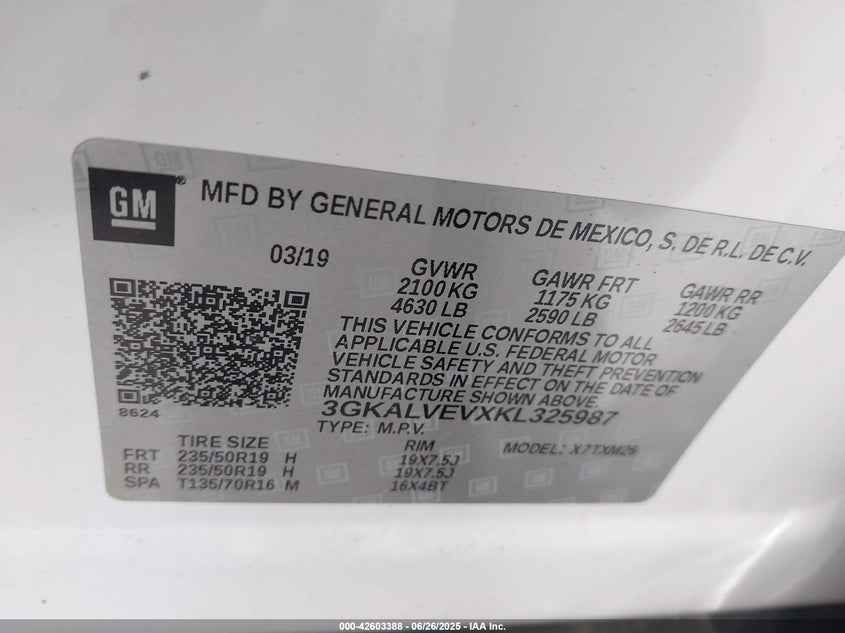 GM
MFD BY GENERAL MOTORS DE MEXICO, S. DE R.L. DE C.V.
03/19 GVWR GAWR FRT GAWR RR
2100 KG 1175 KG 1200 KG
4630 LB 2590 LB 2645 LB
THIS VEHICLE CONFORMS TO ALL
APPLICABLE U.S. FEDERAL MOTOR
VEHICLE SAFETY AND THEFT PREVENTION
STANDARDS IN EFFECT ON THE DATE OF
MANUFACTURE SHOWN ABOVE.
8624
3GKALVEVXKL325987
TYPE: M.P.V. MODEL: X7TXM26
TIRE SIZE RIM
FRT 235/50R19 H 19X7.5J
RR 235/50R19 H 19X7.5J
SPA T135/70R16 M 16X4BT
000-42603388 - 06/26/2025 - IAA Inc.